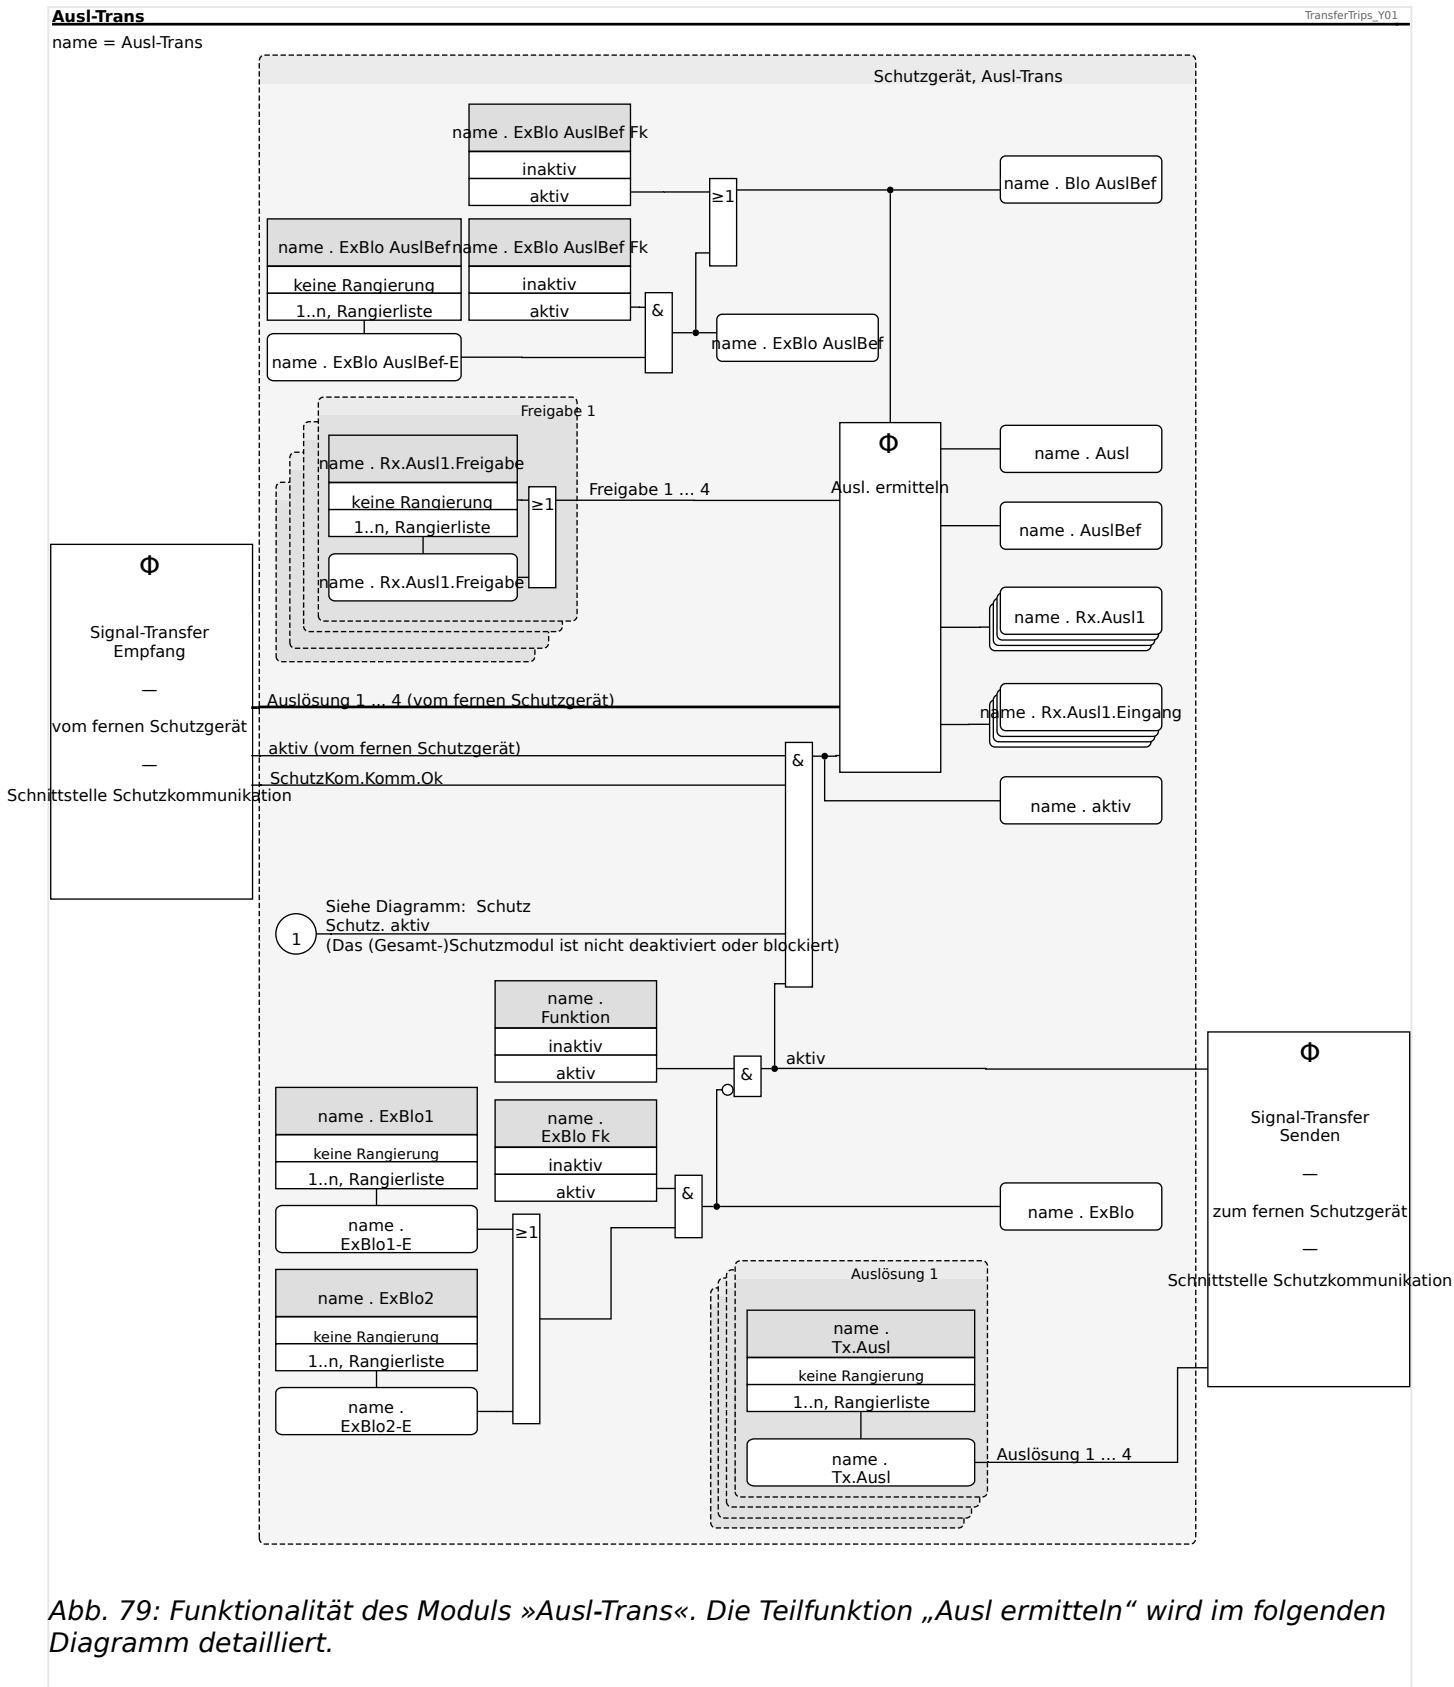 Ausl-Trans
TransferTrips_Y01
name = Ausl-Trans
Schutzgerät, Ausl-Trans
name . ExBlo AuslBef Fk
inaktiv
aktiv
≥1
name . Blo AuslBef
name . ExBlo AuslBef
keine Rangierung
1..n, Rangierliste
name . ExBlo AuslBef-E
name . ExBlo AuslBef Fk
inaktiv
aktiv
&
name . ExBlo AuslBef
Freigabe 1
name . Rx.Ausl1.Freigabe
keine Rangierung
1..n, Rangierliste
name . Rx.Ausl1.Freigabe
≥1
Freigabe 1 ... 4
Φ
Ausl. ermitteln
name . Ausl
name . AuslBef
name . Rx.Ausl1
name . Rx.Ausl1.Eingang
name . aktiv
Φ
Signal-Transfer
Empfang
—
vom fernen Schutzgerät
—
Schnittstelle Schutzkommunikation
Auslösung 1 ... 4 (vom fernen Schutzgerät)
aktiv (vom fernen Schutzgerät)
SchutzKom.Komm.Ok
&
1
Siehe Diagramm: Schutz
Schutz. aktiv
(Das (Gesamt-)Schutzmodul ist nicht deaktiviert oder blockiert)
name .
Funktion
inaktiv
aktiv
&
aktiv
name . ExBlo1
keine Rangierung
1..n, Rangierliste
name .
ExBlo1-E
name .
ExBlo Fk
inaktiv
aktiv
&
≥1
name . ExBlo
name . ExBlo2
keine Rangierung
1..n, Rangierliste
name .
ExBlo2-E
Auslösung 1
name .
Tx.Ausl
keine Rangierung
1..n, Rangierliste
name .
Tx.Ausl
Auslösung 1 ... 4
Φ
Signal-Transfer
Senden
—
zum fernen Schutzgerät
—
Schnittstelle Schutzkommunikation
Abb. 79: Funktionalität des Moduls »Ausl-Trans«. Die Teilfunktion „Ausl ermitteln“ wird im folgenden
Diagramm detailliert.